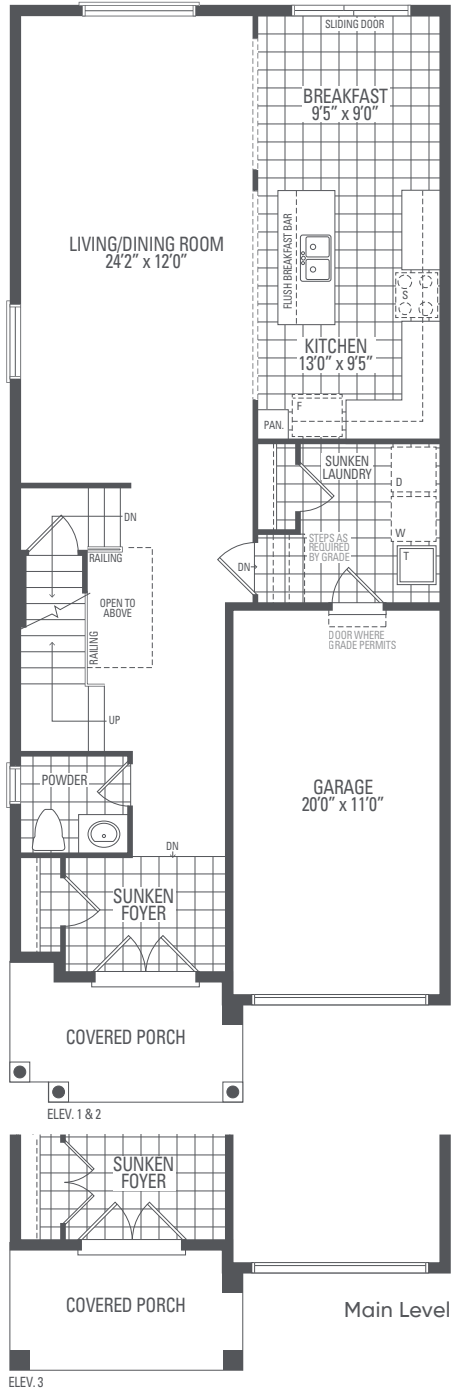 SLIDING DOOR
BREAKFAST
9'5" x 9'0"
LIVING/DINING ROOM
24'2" x 12'0"
FLUSH BREAKFAST BAR
S
KITCHEN
13'0" x 9'5"
F
PAN.
SUNKEN
LAUNDRY
D
W
T
DN
RAILING
STEPS AS
REQUIRED
BY GRADE
DN
OPEN TO
ABOVE
RAILING
DOOR WHERE
GRADE PERMITS
UP
POWDER
GARAGE
20'0" x 11'0"
DN
SUNKEN
FOYER
COVERED PORCH
ELEV. 1 & 2
SUNKEN
FOYER
COVERED PORCH
Main Level
ELEV. 3